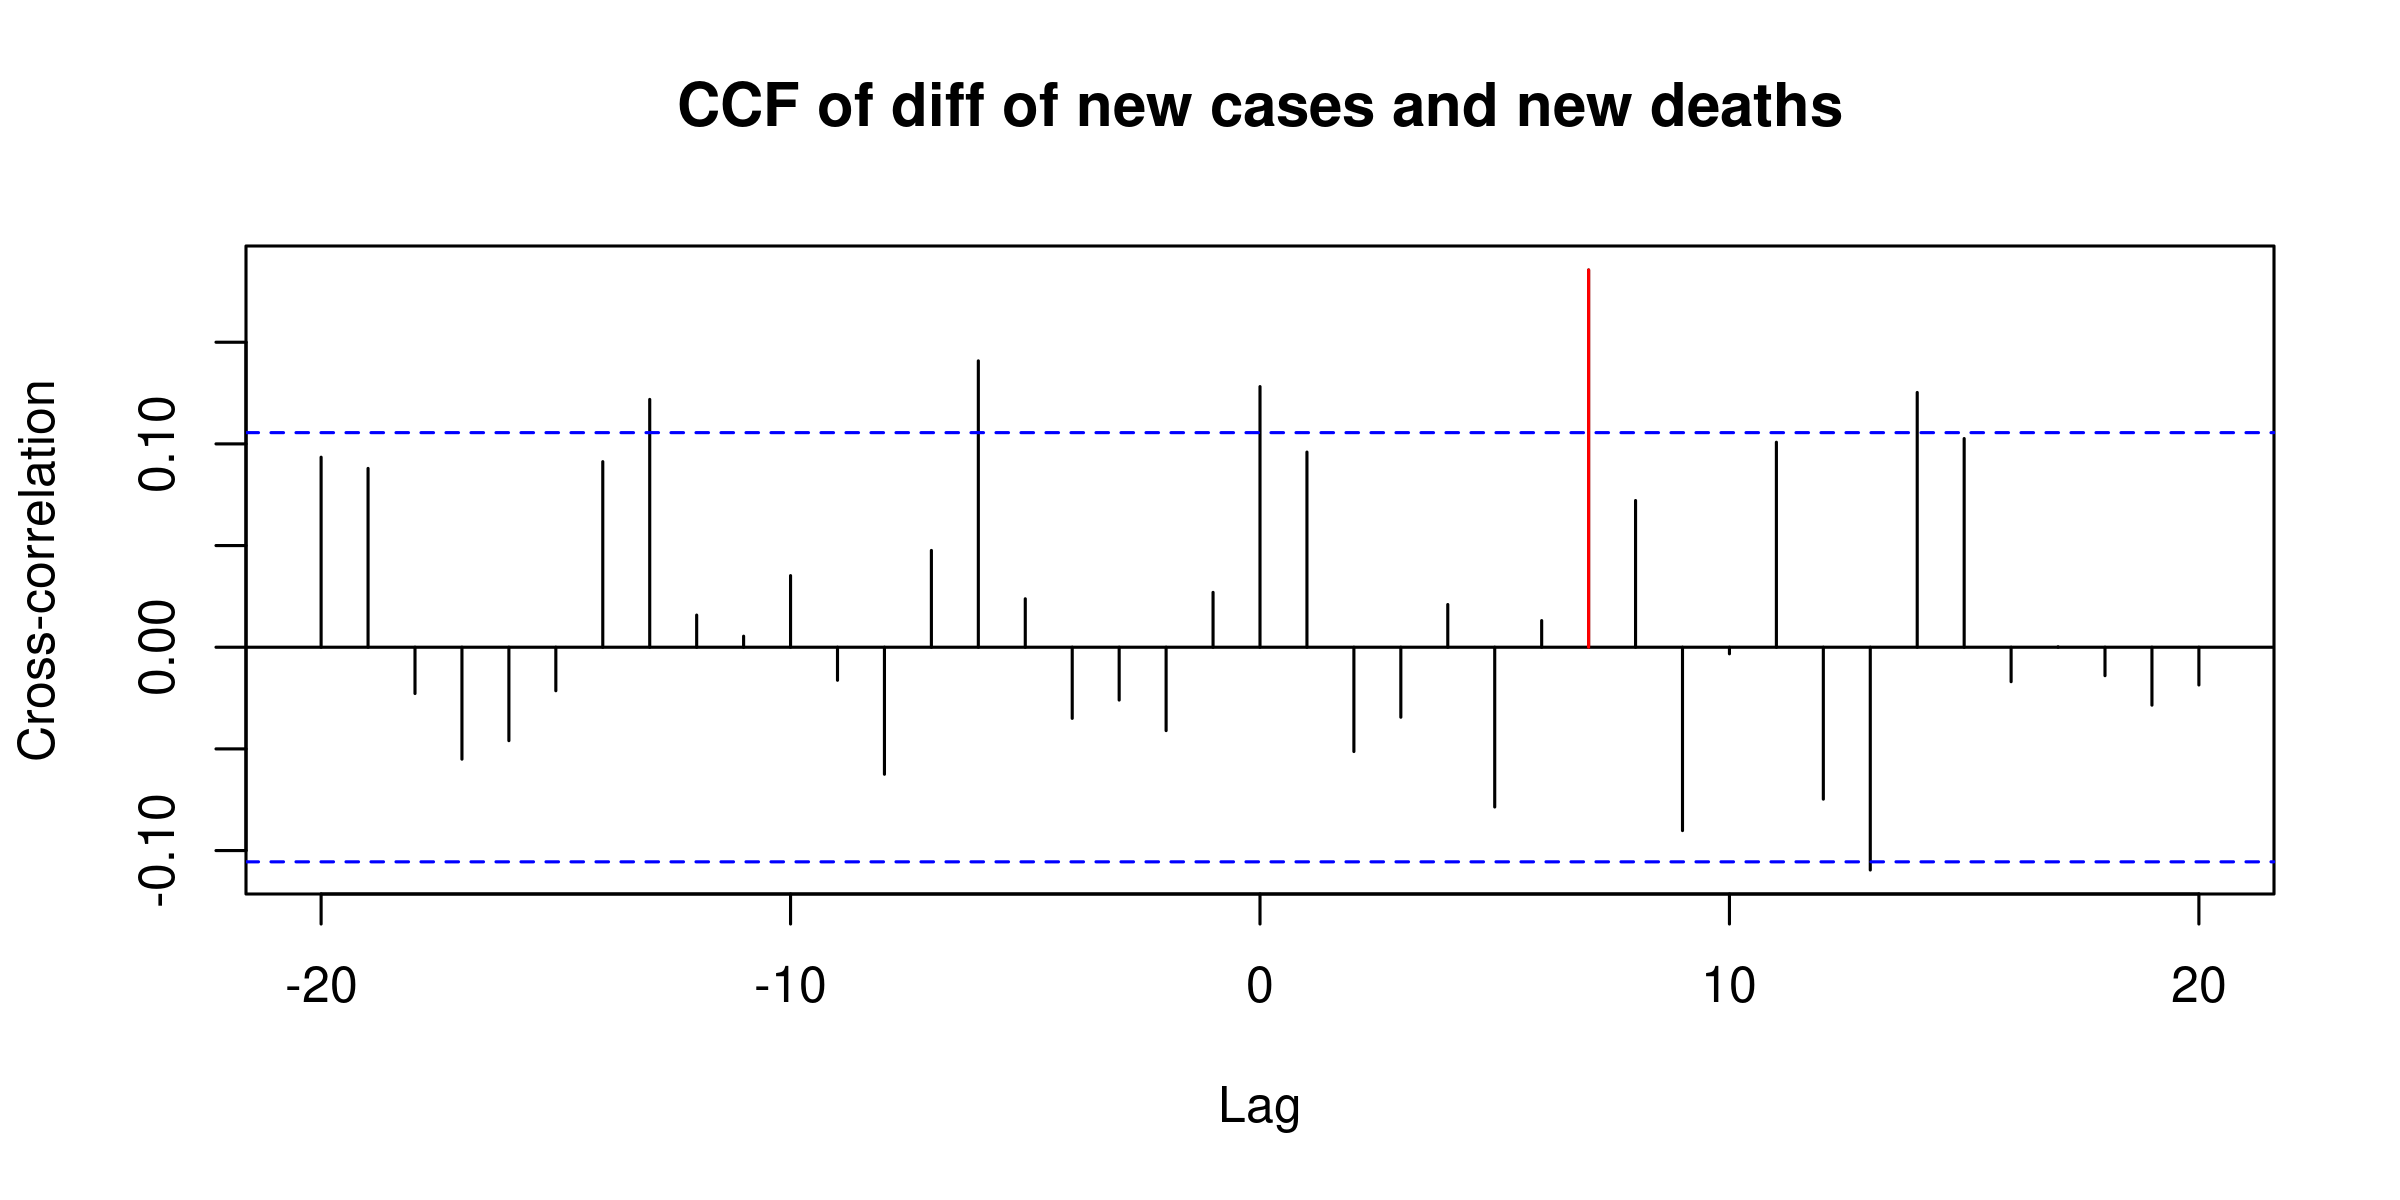 CCF of diff of new cases and new deaths
Cross-correlation
0.10
0.00
-0.10
-20 -10 0 10 20
Lag